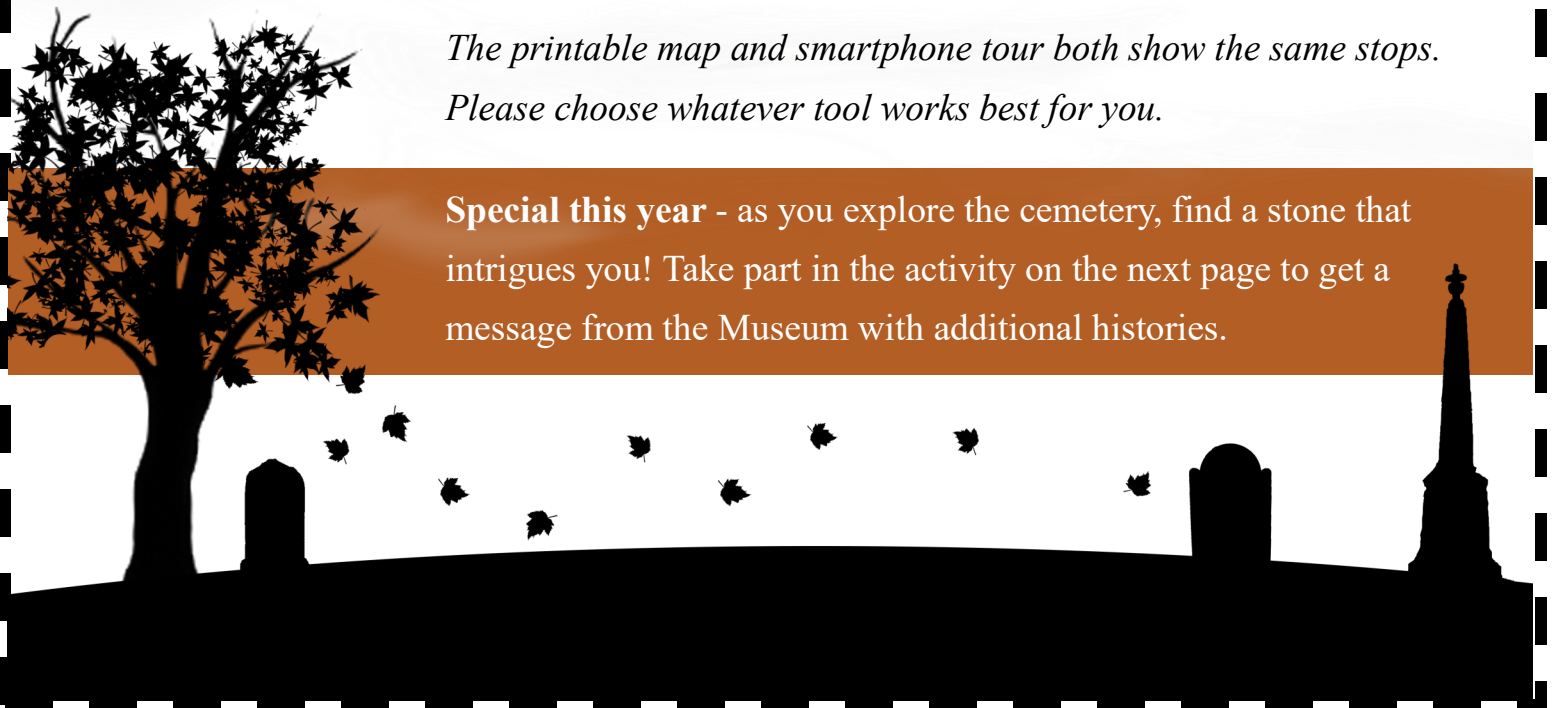 The printable map and smartphone tour both show the same stops.
Please choose whatever tool works best for you.
Special this year - as you explore the cemetery, find a stone that
intrigues you! Take part in the activity on the next page to get a
message from the Museum with additional histories.